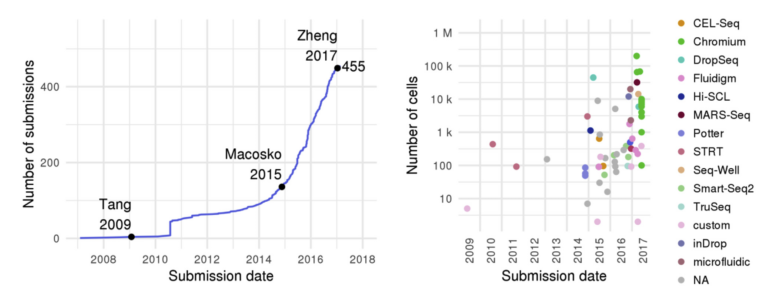 Number of submissions
400
200
0
Zheng
2017
455
Macosko
2015
Tang
2009
2008
2010
2012
2014
2016
2018
Submission date
Number of cells
1 M
100 k
10 k
1 k
100
10
2009
2010
2011
2012
2013
2014
2015
2016
2017
Submission date
CEL-Seq
Chromium
DropSeq
Fluidigm
Hi-SCL
MARS-Seq
Potter
STRT
Seq-Well
Smart-Seq2
TruSeq
custom
inDrop
microfluidic
NA